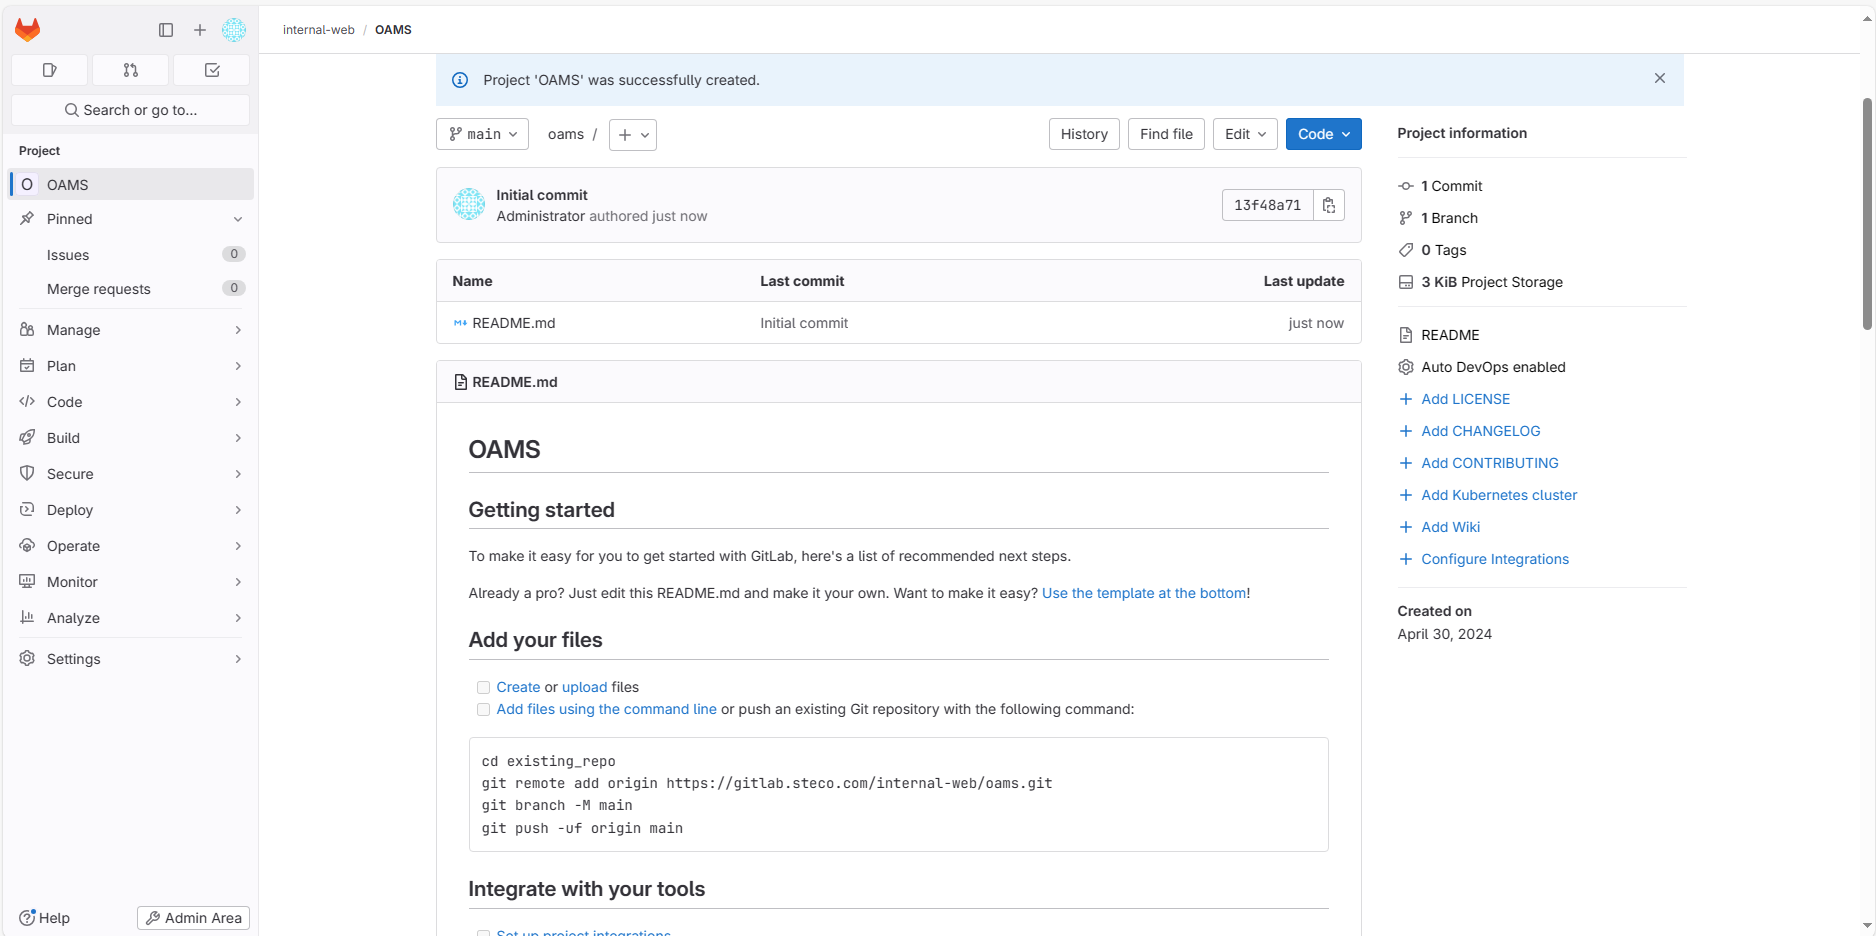 internal-web / OAMS
Search or go to...
Project
O OAMS
Pinned
Issues 0
Merge requests 0
Manage
Plan
Code
Build
Secure
Deploy
Operate
Monitor
Analyze
Settings
Help
Admin Area
Project 'OAMS' was successfully created.
main
oams /
History
Find file
Edit
Code
Initial commit
Administrator authored just now
13f48a71
Name Last commit Last update
README.md Initial commit just now
README.md
OAMS
Getting started
To make it easy for you to get started with GitLab, here's a list of recommended next steps.
Already a pro? Just edit this README.md and make it your own. Want to make it easy? Use the template at the bottom!
Add your files
Create or upload files
Add files using the command line or push an existing Git repository with the following command:
cd existing_repo
git remote add origin https://gitlab.steco.com/internal-web/oams.git
git branch -M main
git push -uf origin main
Integrate with your tools
Set up project integrations
Project information
1 Commit
1 Branch
0 Tags
3 KiB Project Storage
README
Auto DevOps enabled
Add LICENSE
Add CHANGELOG
Add CONTRIBUTING
Add Kubernetes cluster
Add Wiki
Configure Integrations
Created on
April 30, 2024